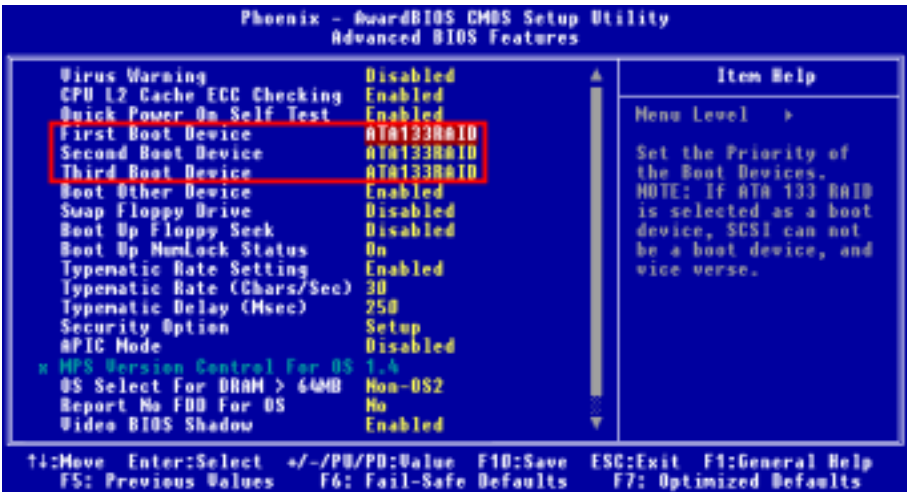 Phoenix - AwardBIOS CMOS Setup Utility
Advanced BIOS Features
Virus Warning Disabled
CPU L2 Cache ECC Checking Enabled
Quick Power On Self Test Enabled
First Boot Device ATA133RAID
Second Boot Device ATA133RAID
Third Boot Device ATA133RAID
Boot Other Device Enabled
Swap Floppy Drive Disabled
Boot Up Floppy Seek Disabled
Boot Up NumLock Status On
Typematic Rate Setting Enabled
Typematic Rate (Chars/Sec) 30
Typematic Delay (Msec) 250
Security Option Setup
APIC Mode Disabled
x MPS Version Control For OS 1.4
OS Select For DRAM > 64MB Non-OS2
Report No FDD For OS No
Video BIOS Shadow Enabled
Item Help
Menu Level ▸
Set the Priority of
the Boot Devices.
NOTE: If ATA 133 RAID
is selected as a boot
device, SCSI can not
be a boot device, and
vice verse.
↑↓:Move Enter:Select +/-/PU/PD:Value F10:Save ESC:Exit F1:General Help
F5: Previous Values F6: Fail-Safe Defaults F7: Optimized Defaults